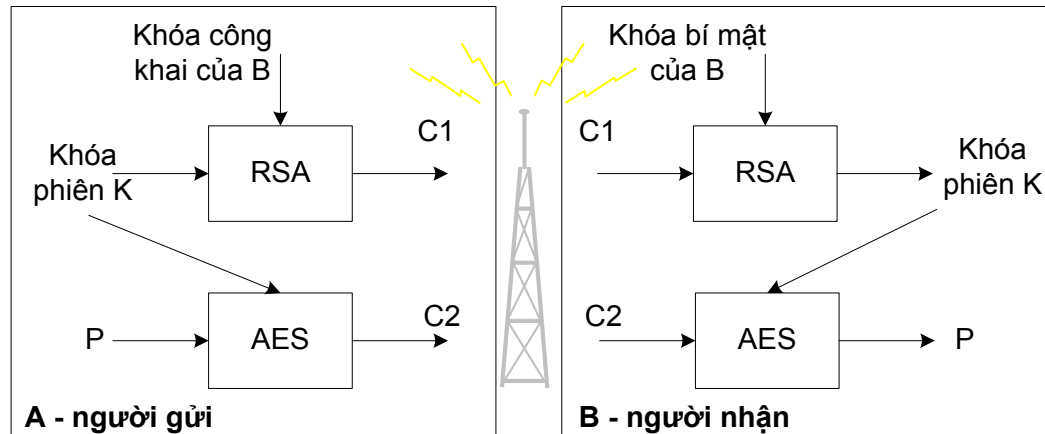 Khóa công
khai của B
C1
RSA
Khóa
phiên K
P
AES
C2
A - người gửi
Khóa bí mật
của B
C1
RSA
Khóa
phiên K
C2
AES
P
B - người nhận